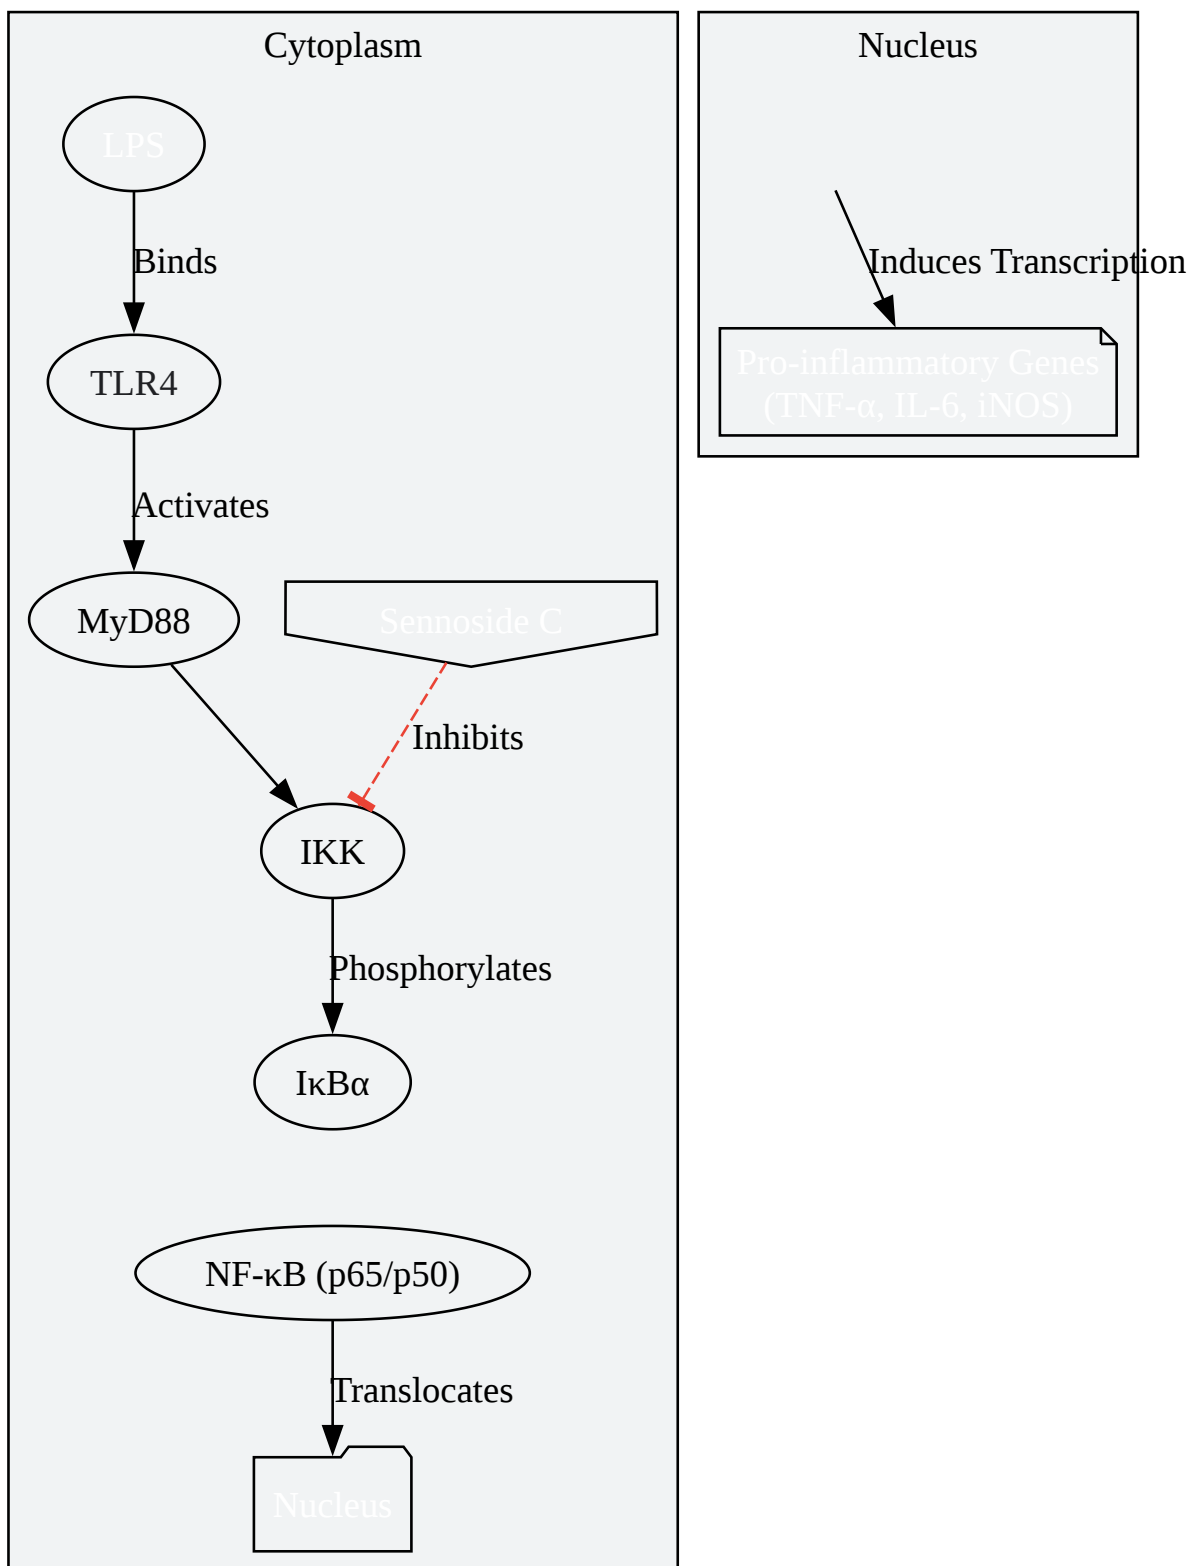 Cytoplasm
LPS
Binds
TLR4
Activates
MyD88
Sennoside C
Inhibits
IKK
Phosphorylates
IκBα
NF-κB (p65/p50)
Translocates
Nucleus
Nucleus
Induces Transcription
Pro-inflammatory Genes
(TNF-α, IL-6, iNOS)